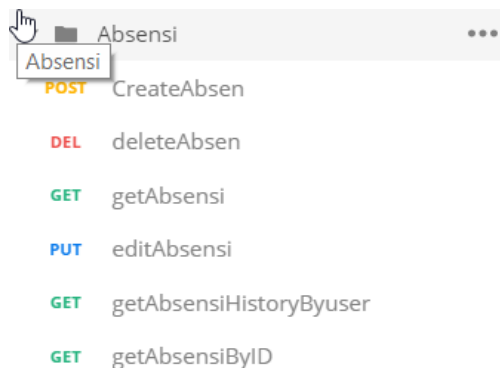 Absensi
Absensi
POST CreateAbsen
DEL deleteAbsen
GET getAbsensi
PUT editAbsensi
GET getAbsensiHistoryByuser
GET getAbsensiByID